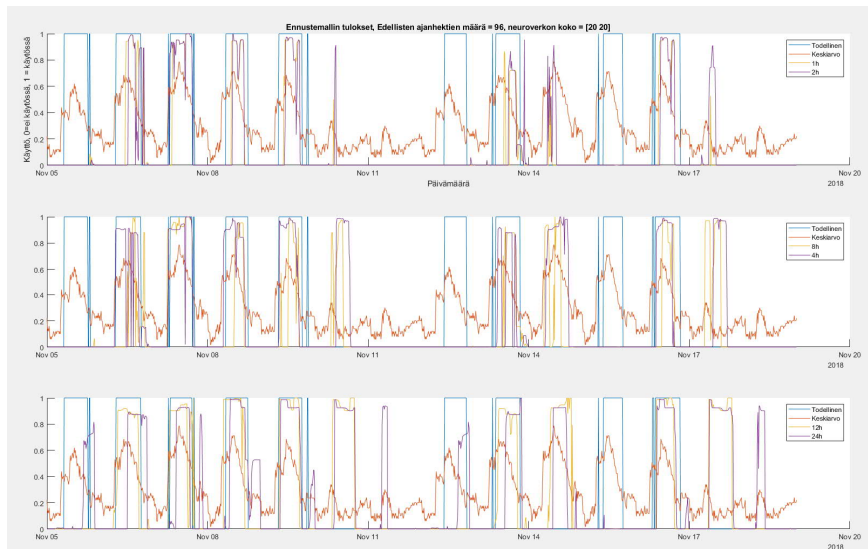 Ennustemallin tulokset, Edellisten ajanhektien määrä = 96, neuroverkon koko = [20 20]
Käyttö, 0=ei käytössä, 1 = käytössä
1
0.8
0.6
0.4
0.2
0
Nov 05
Nov 08
Nov 11
Nov 14
Nov 17
Nov 20
2018
Päivämäärä
Todellinen
Keskiarvo
1h
2h
1
0.8
0.6
0.4
0.2
0
Nov 05
Nov 08
Nov 11
Nov 14
Nov 17
Nov 20
2018
Todellinen
Keskiarvo
8h
4h
1
0.8
0.6
0.4
0.2
0
Nov 05
Nov 08
Nov 11
Nov 14
Nov 17
Nov 20
2018
Todellinen
Keskiarvo
12h
24h